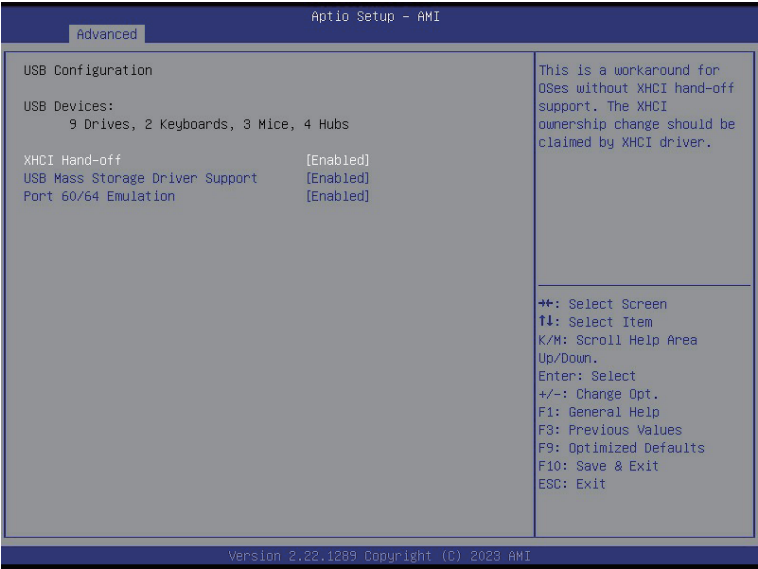 Aptio Setup – AMI
Advanced
USB Configuration
USB Devices:
9 Drives, 2 Keyboards, 3 Mice, 4 Hubs
XHCI Hand-off [Enabled]
USB Mass Storage Driver Support [Enabled]
Port 60/64 Emulation [Enabled]
This is a workaround for
OSes without XHCI hand-off
support. The XHCI
ownership change should be
claimed by XHCI driver.
→←: Select Screen
↑↓: Select Item
K/M: Scroll Help Area
Up/Down.
Enter: Select
+/-: Change Opt.
F1: General Help
F3: Previous Values
F9: Optimized Defaults
F10: Save & Exit
ESC: Exit
Version 2.22.1289 Copyright (C) 2023 AMI